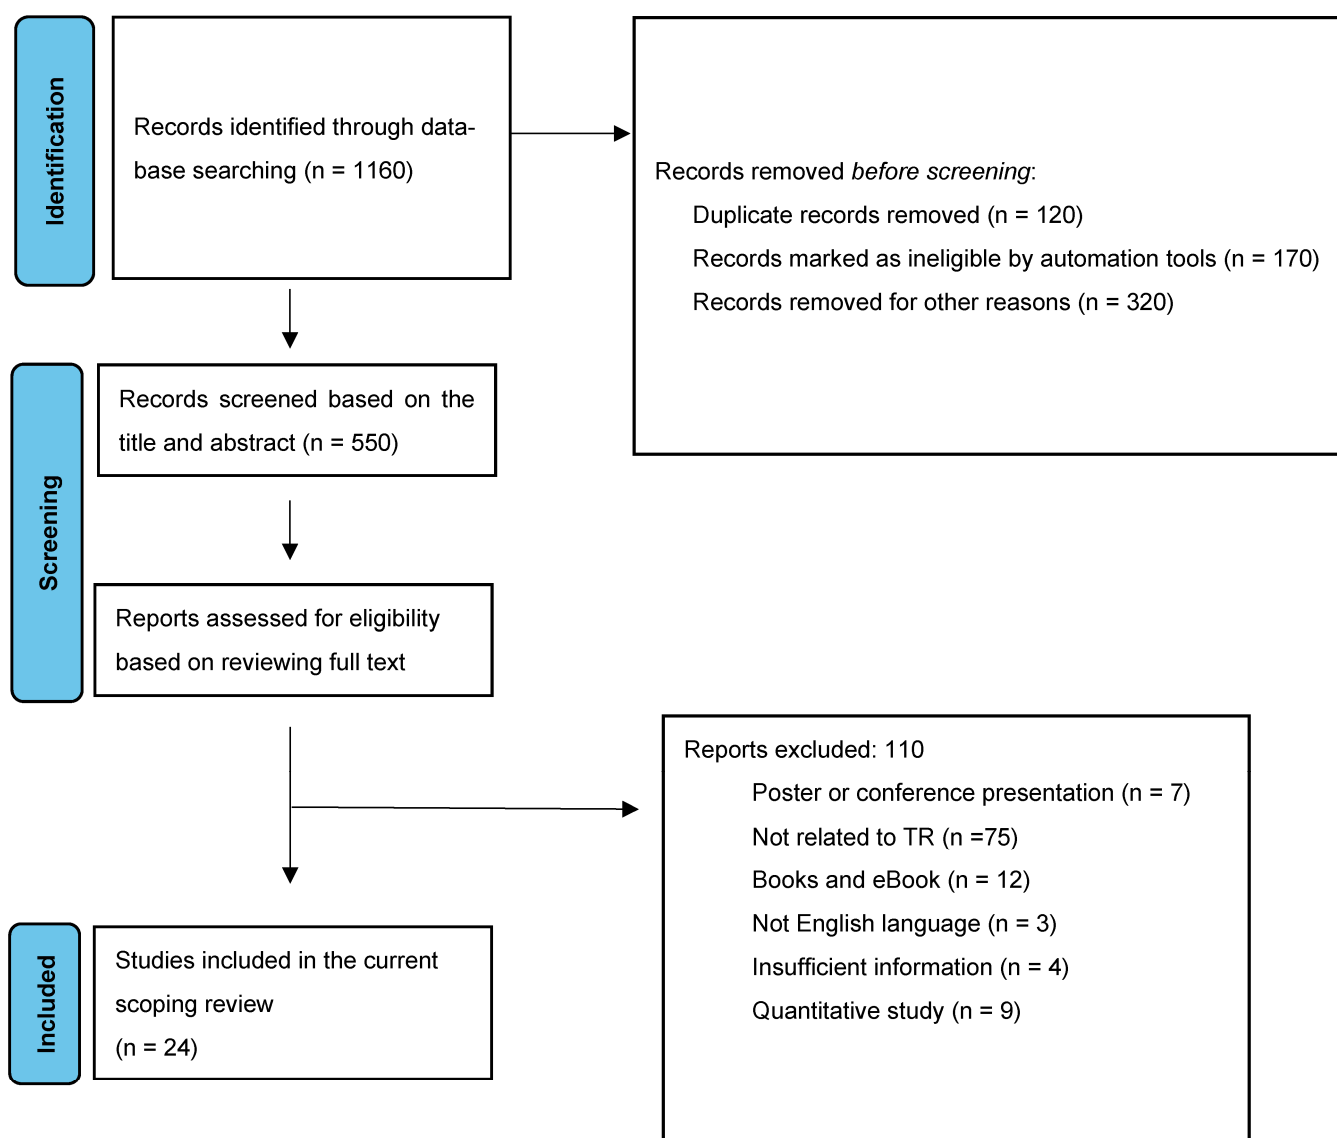 Identification
Records identified through data-
base searching (n = 1160)
Records removed before screening:
Duplicate records removed (n = 120)
Records marked as ineligible by automation tools (n = 170)
Records removed for other reasons (n = 320)
Screening
Records screened based on the
title and abstract (n = 550)
Reports assessed for eligibility
based on reviewing full text
Reports excluded: 110
Poster or conference presentation (n = 7)
Not related to TR (n =75)
Books and eBook (n = 12)
Not English language (n = 3)
Insufficient information (n = 4)
Quantitative study (n = 9)
Included
Studies included in the current
scoping review
(n = 24)